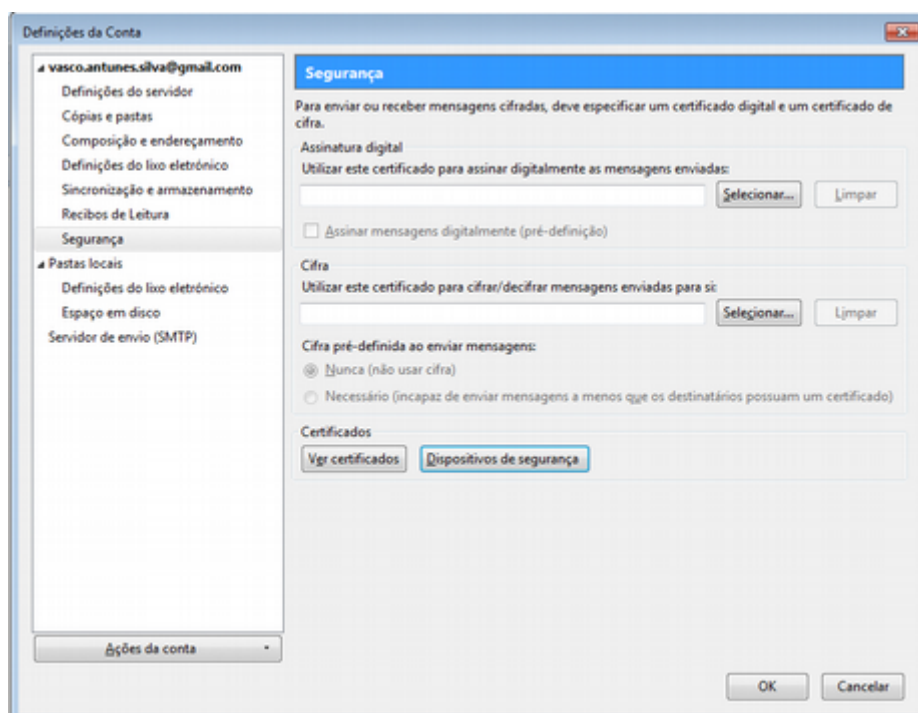 Definições da Conta
vasco.antunes.silva@gmail.com
Definições do servidor
Cópias e pastas
Composição e endereçamento
Definições do lixo eletrónico
Sincronização e armazenamento
Recibos de Leitura
Segurança
Pastas locais
Definições do lixo eletrónico
Espaço em disco
Servidor de envio (SMTP)
Ações da conta
Segurança
Para enviar ou receber mensagens cifradas, deve especificar um certificado digital e um certificado de
cifra.
Assinatura digital
Utilizar este certificado para assinar digitalmente as mensagens enviadas:
Selecionar... Limpar
Assinar mensagens digitalmente (pré-definição)
Cifra
Utilizar este certificado para cifrar/decifrar mensagens enviadas para si:
Selecionar... Limpar
Cifra pré-definida ao enviar mensagens:
Nunca (não usar cifra)
Necessário (incapaz de enviar mensagens a menos que os destinatários possuam um certificado)
Certificados
Ver certificados Dispositivos de segurança
OK Cancelar